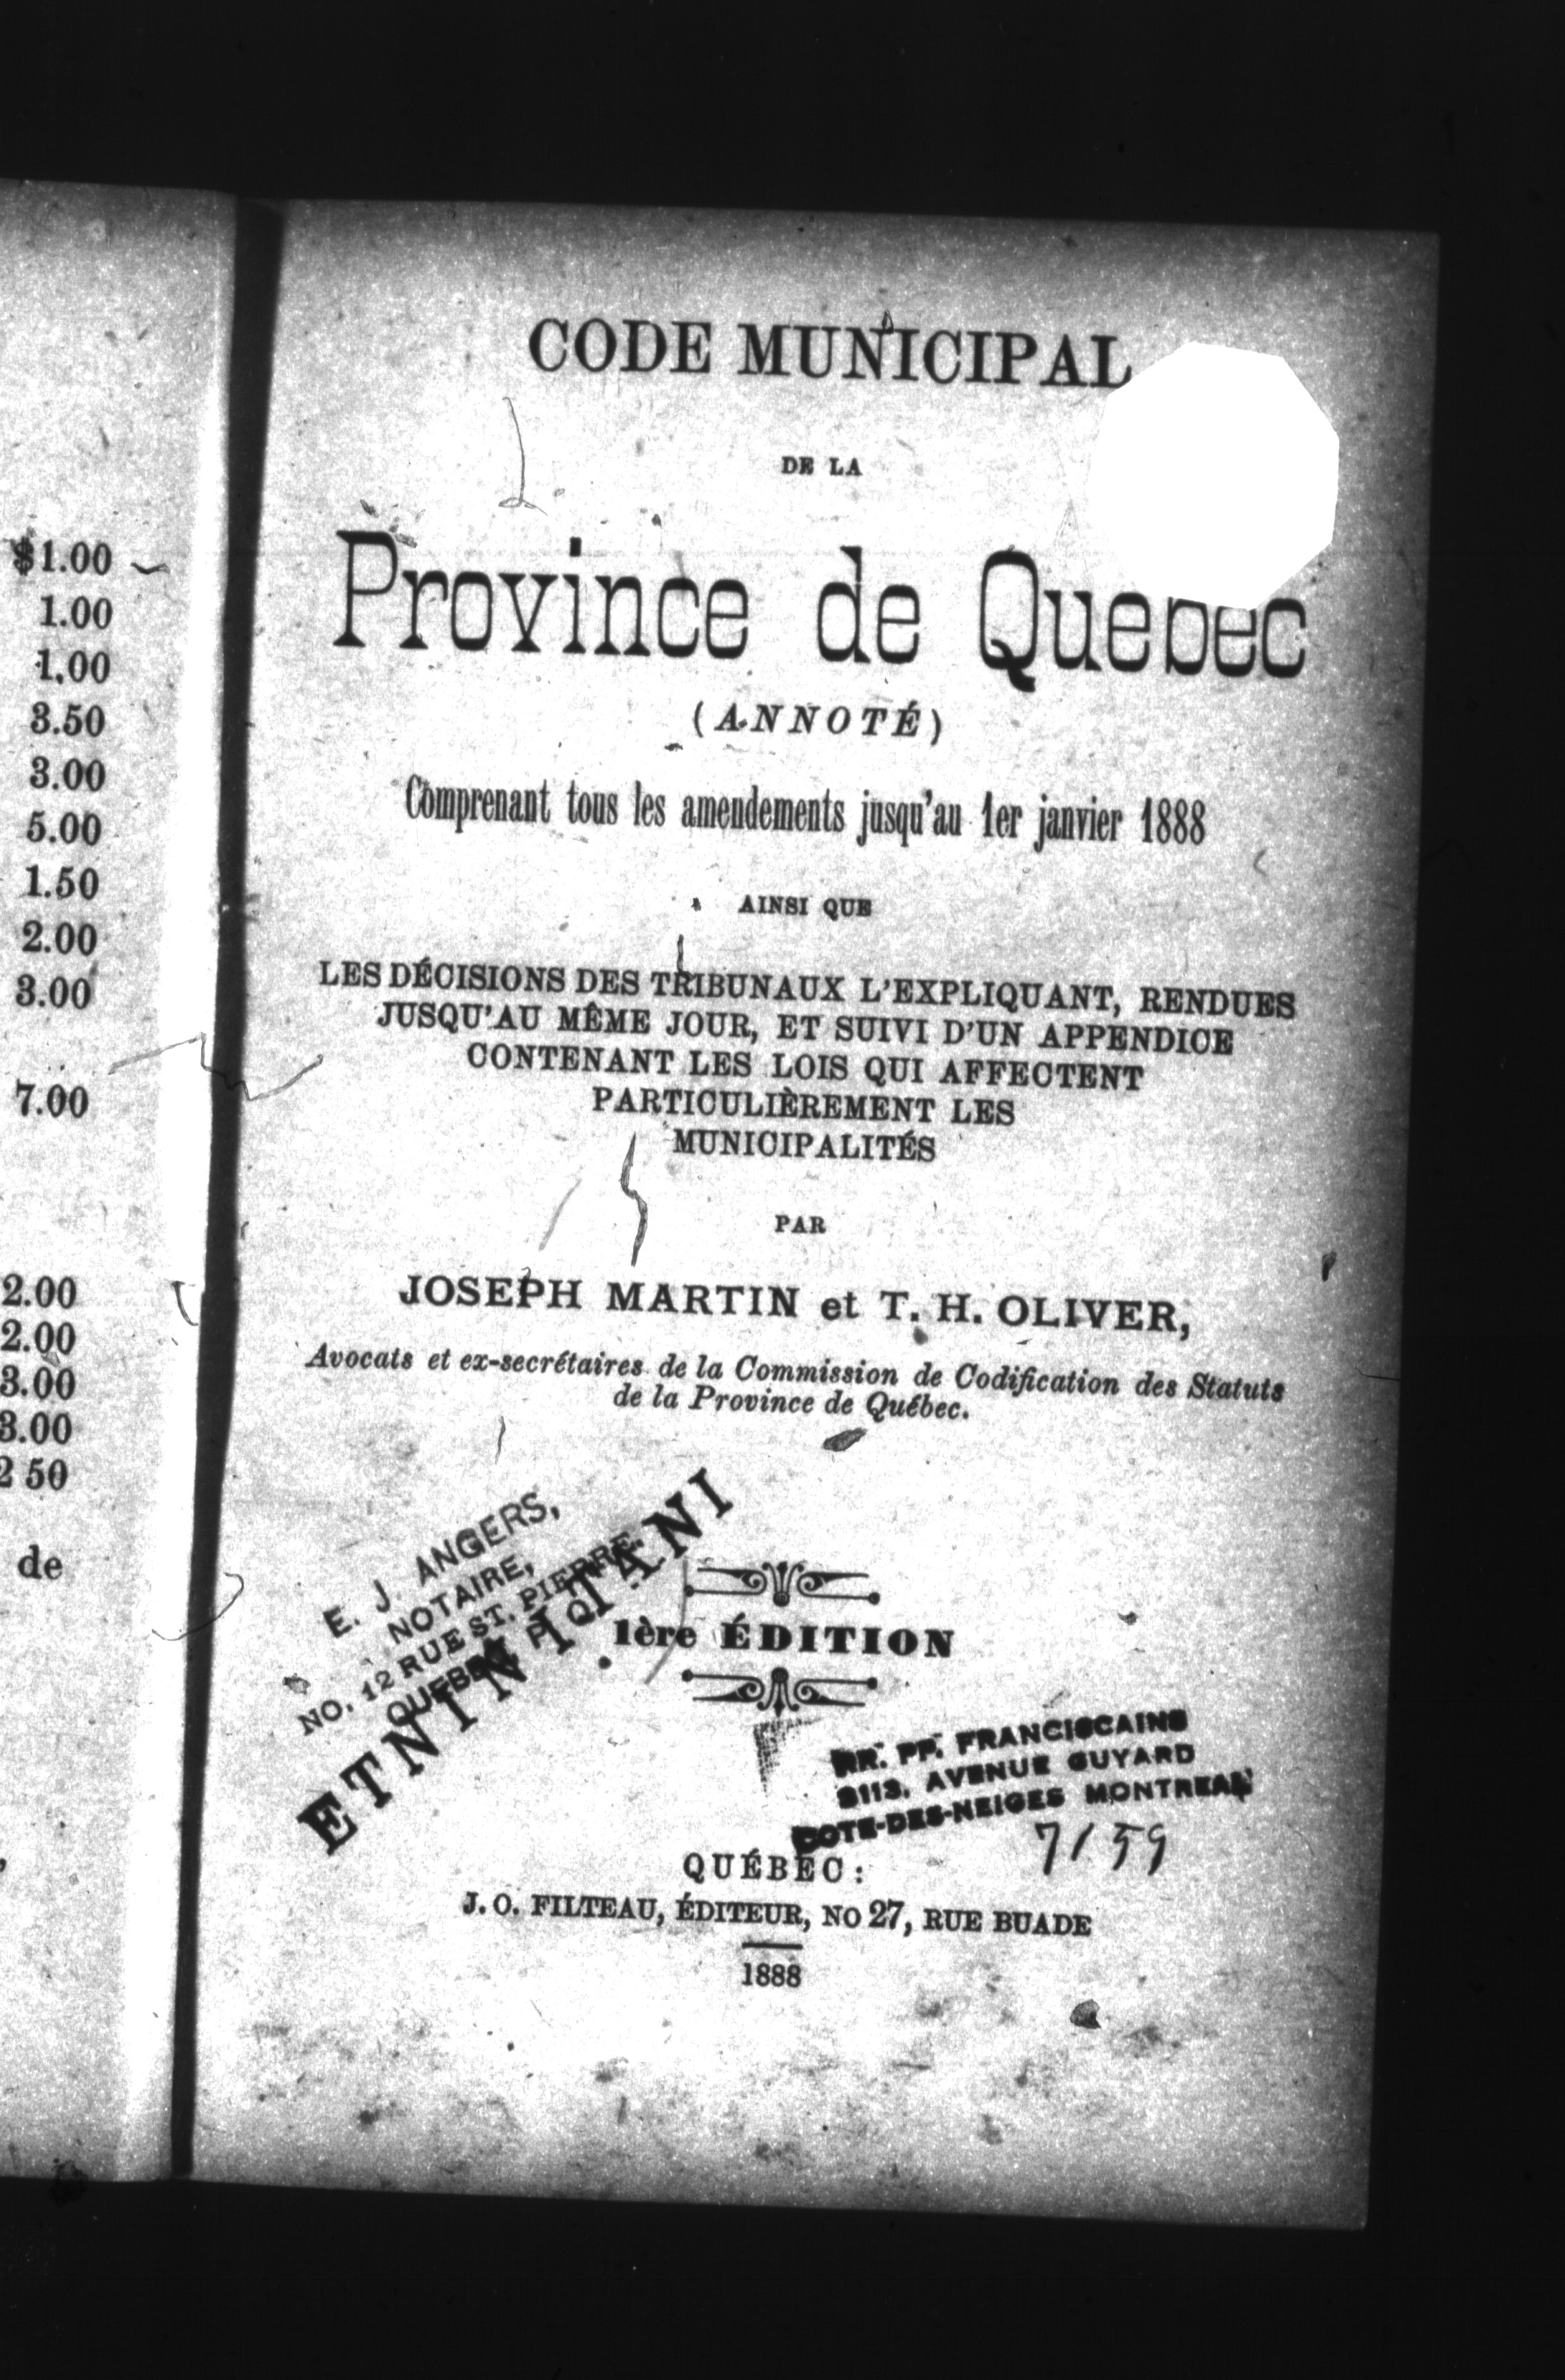 $1.00
1.00
1.00
3.50
3.00
5.00
1.50
2.00
3.00
7.00
2.00
2.00
3.00
3.00
2 50
de
CODE MUNICIPAL
DE LA
Province de Quebec
(ANNOTÉ)
Comprenant tous les amendements jusqu'au 1er janvier 1888
AINSI QUE
LES DÉCISIONS DES TRIBUNAUX L'EXPLIQUANT, RENDUES
JUSQU'AU MÊME JOUR, ET SUIVI D'UN APPENDICE
CONTENANT LES LOIS QUI AFFECTENT
PARTICULIÈREMENT LES
MUNICIPALITÉS
PAR
JOSEPH MARTIN et T. H. OLIVER,
Avocats et ex-secrétaires de la Commission de Codification des Statuts
de la Province de Québec.
E. J. ANGERS,
NOTAIRE,
NO. 12 RUE ST. PIERRE,
QUEBEC, P. Q.
1ère ÉDITION
RR. PP. FRANCISCAINS
AVENUE GUYARD
COTE-DES-NEIGES MONTREAL
7159
QUÉBEC:
J. O. FILTEAU, ÉDITEUR, NO 27, RUE BUADE
1888